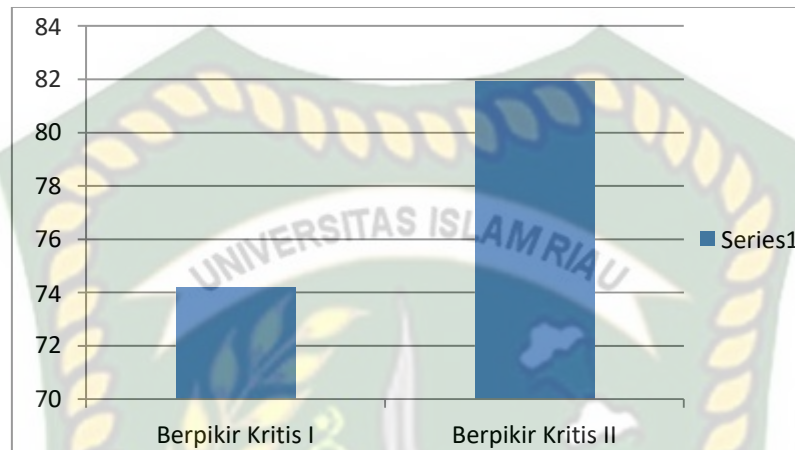 84
82
80
78
76
74
72
70
UNIVERSITAS ISLAM RIAU
Series1
Berpikir Kritis I
Berpikir Kritis II